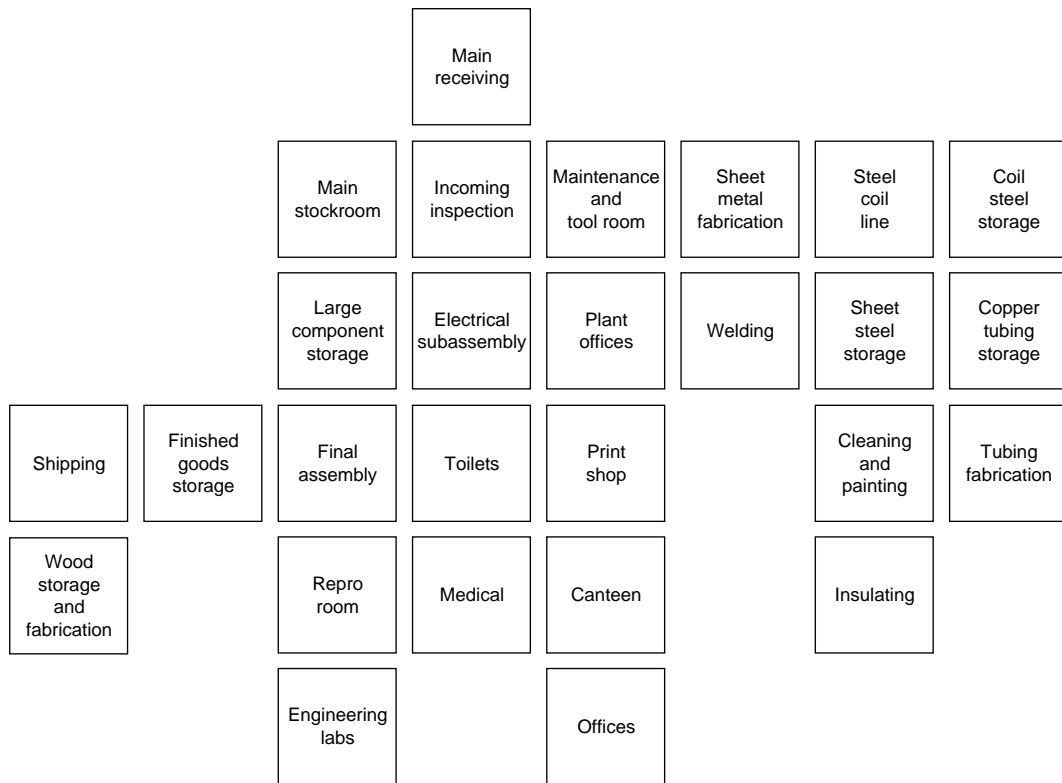 Main
receiving
Main
stockroom
Incoming
inspection
Maintenance
and
tool room
Sheet
metal
fabrication
Steel
coil
line
Coil
steel
storage
Large
component
storage
Electrical
subassembly
Plant
offices
Welding
Sheet
steel
storage
Copper
tubing
storage
Shipping
Finished
goods
storage
Final
assembly
Toilets
Print
shop
Cleaning
and
painting
Tubing
fabrication
Wood
storage
and
fabrication
Repro
room
Medical
Canteen
Insulating
Engineering
labs
Offices